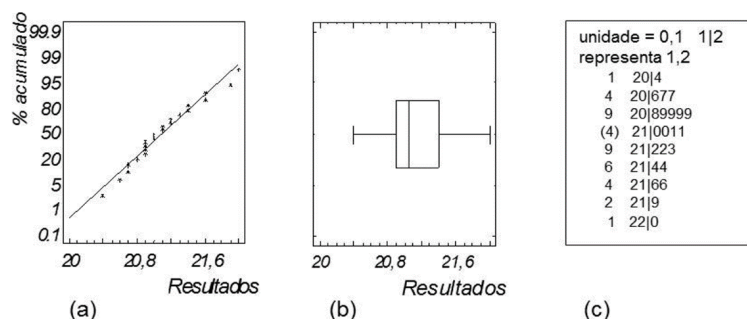 % acumulado
99.9
99
95
80
50
20
5
1
0.1
20 20,8 21,6
Resultados
(a)
20 20,8 21,6
Resultados
(b)
unidade = 0,1 1|2
representa 1,2
1 20|4
4 20|677
9 20|89999
(4) 21|0011
9 21|223
6 21|44
4 21|66
2 21|9
1 22|0
(c)